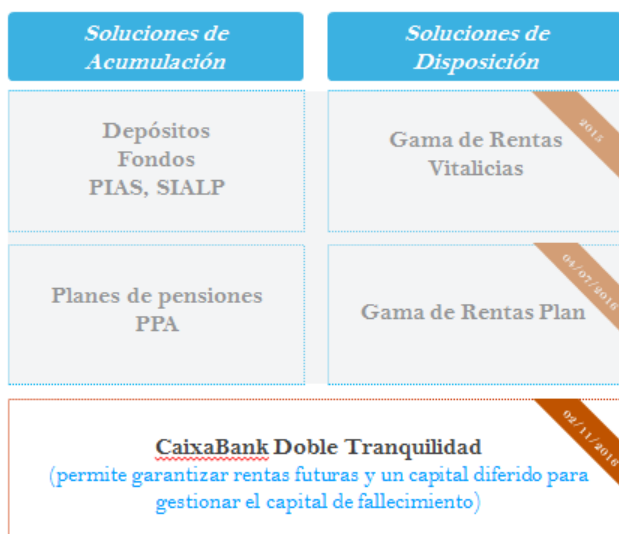 Soluciones de
Acumulación
Soluciones de
Disposición
Depósitos
Fondos
PIAS, SIALP
Gama de Rentas
Vitalicias
2015
Planes de pensiones
PPA
Gama de Rentas Plan
04/07/2016
CaixaBank Doble Tranquilidad
(permite garantizar rentas futuras y un capital diferido para
gestionar el capital de fallecimiento)
02/11/2016